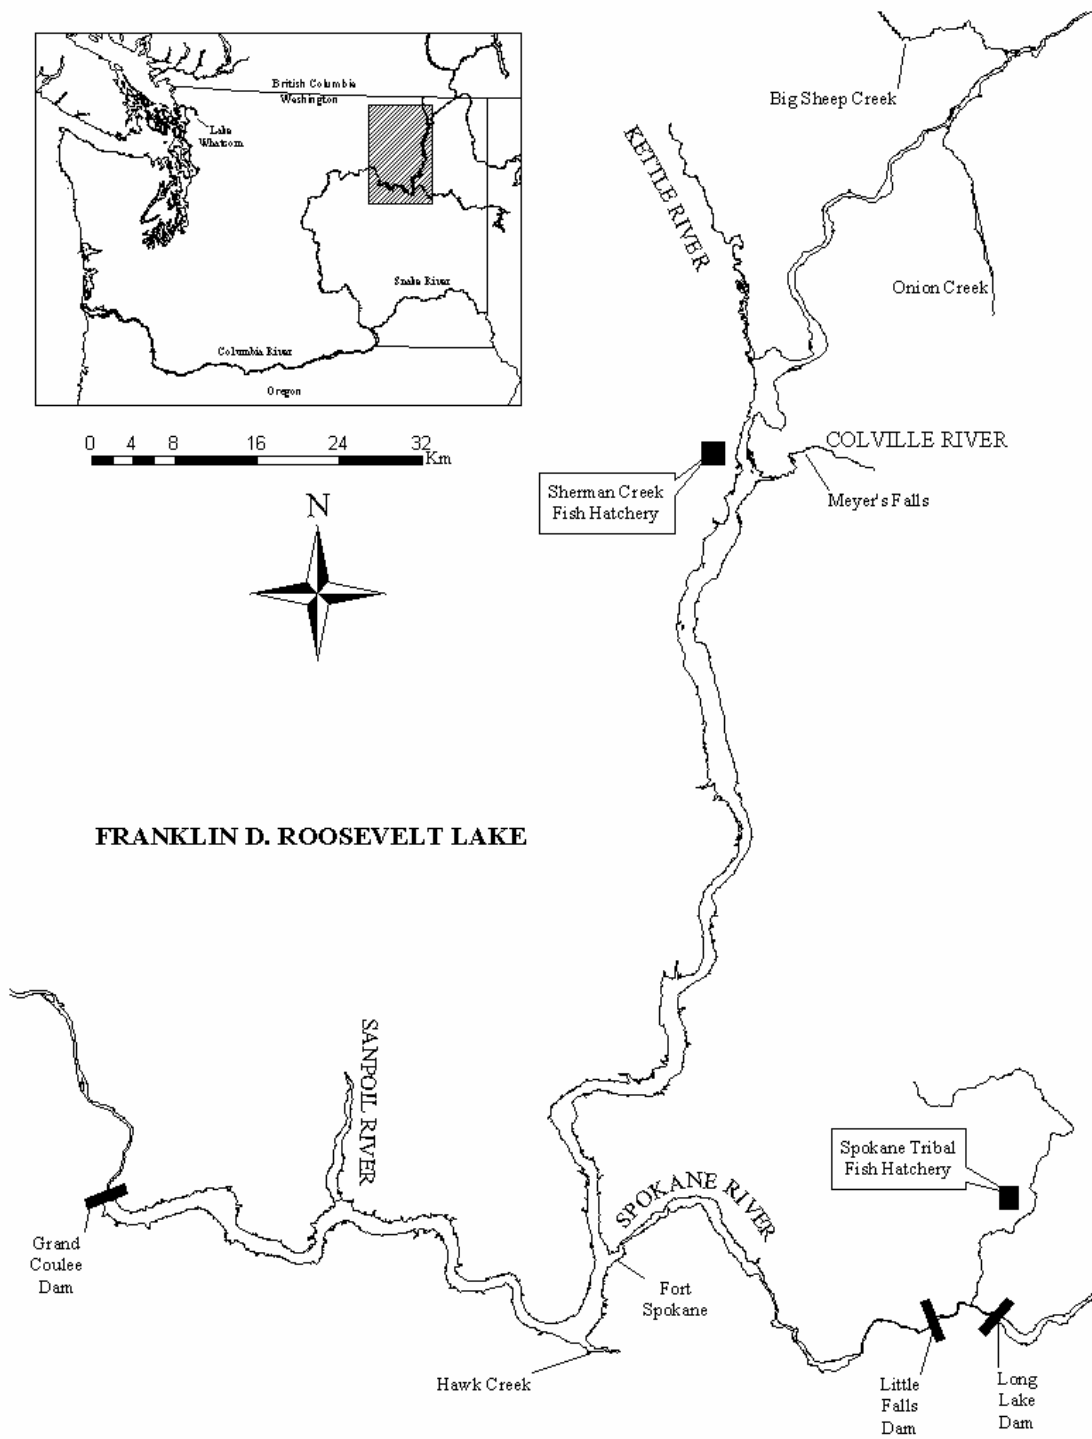 British Columbia
Washington
Lake
Whatcom
Snake River
Columbia River
Oregon
0 4 8 16 24 32
Km
N
Big Sheep Creek
KETTLE RIVER
Onion Creek
COLVILLE RIVER
Sherman Creek
Fish Hatchery
Meyer's Falls
FRANKLIN D. ROOSEVELT LAKE
SANPOIL RIVER
Spokane Tribal
Fish Hatchery
SPOKANE RIVER
Grand
Coulee
Dam
Fort
Spokane
Hawk Creek
Little
Falls
Dam
Long
Lake
Dam